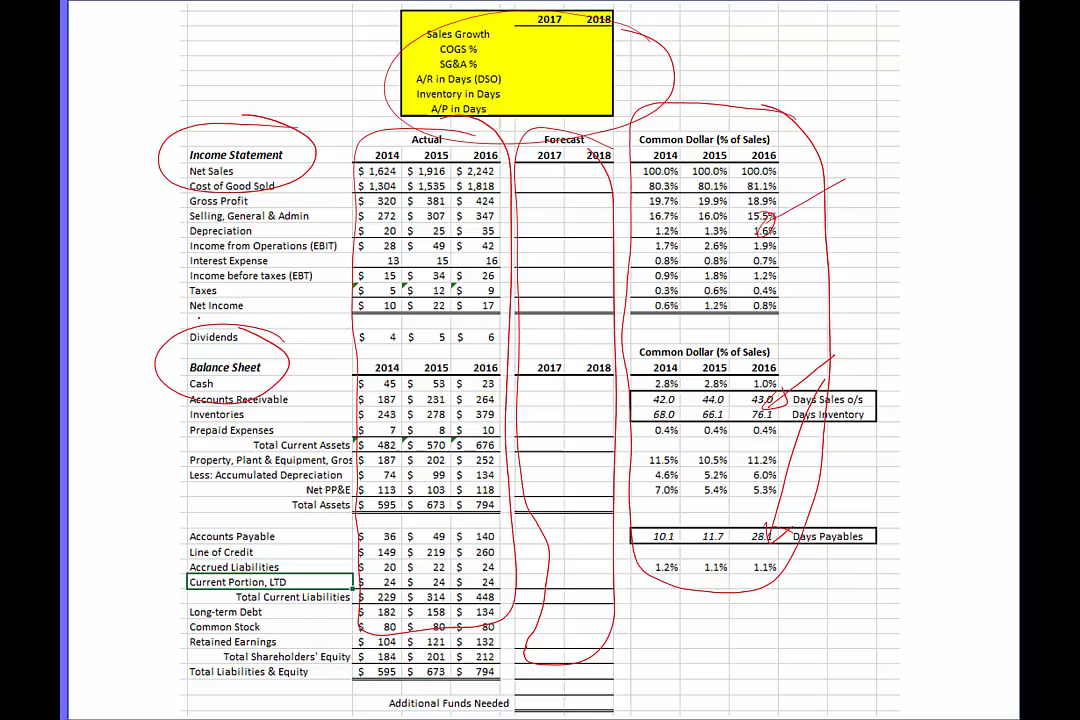 2017 2018
Sales Growth
COGS %
SG&A %
A/R in Days (DSO)
Inventory in Days
A/P in Days
Actual Forecast Common Dollar (% of Sales)
Income Statement 2014 2015 2016 2017 2018 2014 2015 2016
Net Sales $ 1,624 $ 1,916 $ 2,242 100.0% 100.0% 100.0%
Cost of Good Sold $ 1,304 $ 1,535 $ 1,818 80.3% 80.1% 81.1%
Gross Profit $ 320 $ 381 $ 424 19.7% 19.9% 18.9%
Selling, General & Admin $ 272 $ 307 $ 347 16.7% 16.0% 15.5%
Depreciation $ 20 $ 25 $ 35 1.2% 1.3% 1.6%
Income from Operations (EBIT) $ 28 $ 49 $ 42 1.7% 2.6% 1.9%
Interest Expense 13 15 16 0.8% 0.8% 0.7%
Income before taxes (EBT) $ 15 $ 34 $ 26 0.9% 1.8% 1.2%
Taxes $ 5 $ 12 $ 9 0.3% 0.6% 0.4%
Net Income $ 10 $ 22 $ 17 0.6% 1.2% 0.8%
Dividends $ 4 $ 5 $ 6
Common Dollar (% of Sales)
Balance Sheet 2014 2015 2016 2017 2018 2014 2015 2016
Cash $ 45 $ 53 $ 23 2.8% 2.8% 1.0%
Accounts Receivable $ 187 $ 231 $ 264 42.0 44.0 43.0 Days Sales o/s
Inventories $ 243 $ 278 $ 379 68.0 66.1 76.1 Days Inventory
Prepaid Expenses $ 7 $ 8 $ 10 0.4% 0.4% 0.4%
Total Current Assets $ 482 $ 570 $ 676
Property, Plant & Equipment, Gros $ 187 $ 202 $ 252 11.5% 10.5% 11.2%
Less: Accumulated Depreciation $ 74 $ 99 $ 134 4.6% 5.2% 6.0%
Net PP&E $ 113 $ 103 $ 118 7.0% 5.4% 5.3%
Total Assets $ 595 $ 673 $ 794
Accounts Payable $ 36 $ 49 $ 140 10.1 11.7 28.1 Days Payables
Line of Credit $ 149 $ 219 $ 260
Accrued Liabilities $ 20 $ 22 $ 24 1.2% 1.1% 1.1%
Current Portion, LTD $ 24 $ 24 $ 24
Total Current Liabilities $ 229 $ 314 $ 448
Long-term Debt $ 182 $ 158 $ 134
Common Stock $ 80 $ 80 $ 80
Retained Earnings $ 104 $ 121 $ 132
Total Shareholders' Equity $ 184 $ 201 $ 212
Total Liabilities & Equity $ 595 $ 673 $ 794
Additional Funds Needed